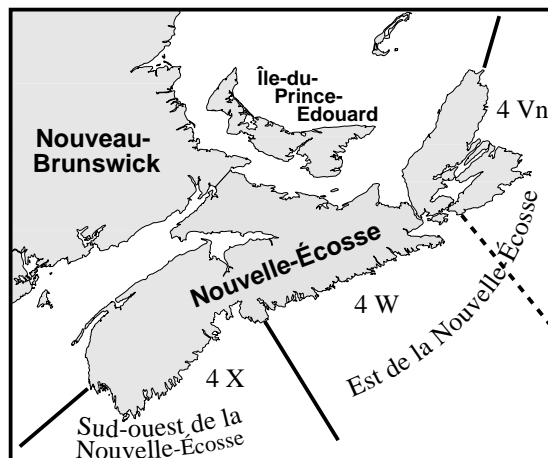 Île-du-
Prince-
Edouard
4 Vn
Nouveau-
Brunswick
Nouvelle-Écosse
Est de la Nouvelle-Écosse
4 W
4 X
Sud-ouest de la
Nouvelle-Écosse